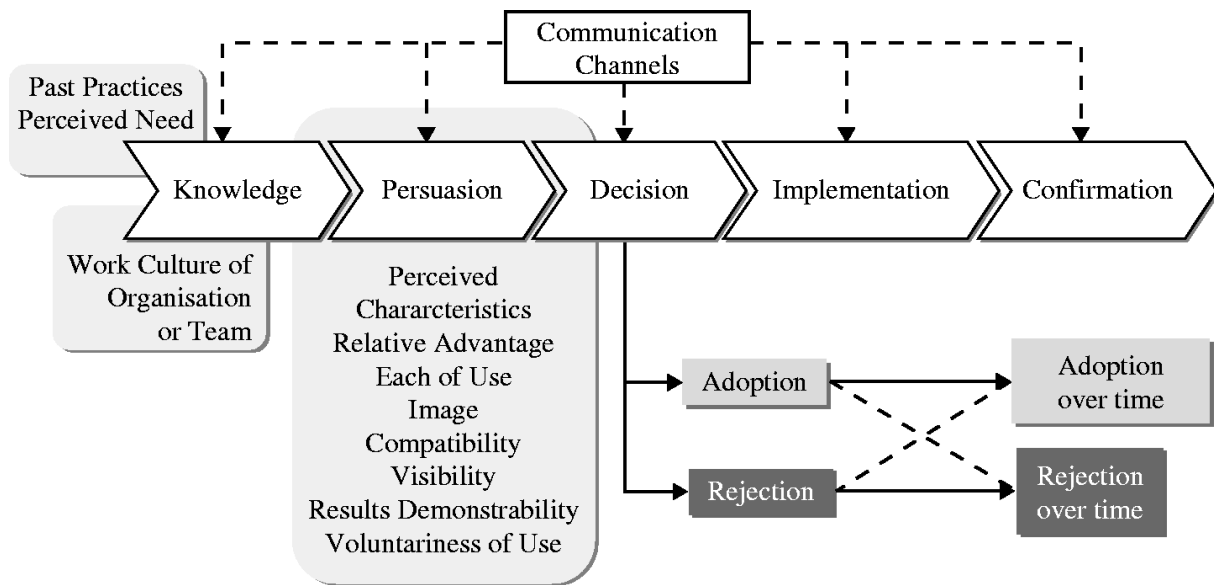 Communication
Channels
Past Practices
Perceived Need
Knowledge
Persuasion
Decision
Implementation
Confirmation
Work Culture of
Organisation
or Team
Perceived
Chararcteristics
Relative Advantage
Each of Use
Image
Compatibility
Visibility
Results Demonstrability
Voluntariness of Use
Adoption
Adoption
over time
Rejection
Rejection
over time